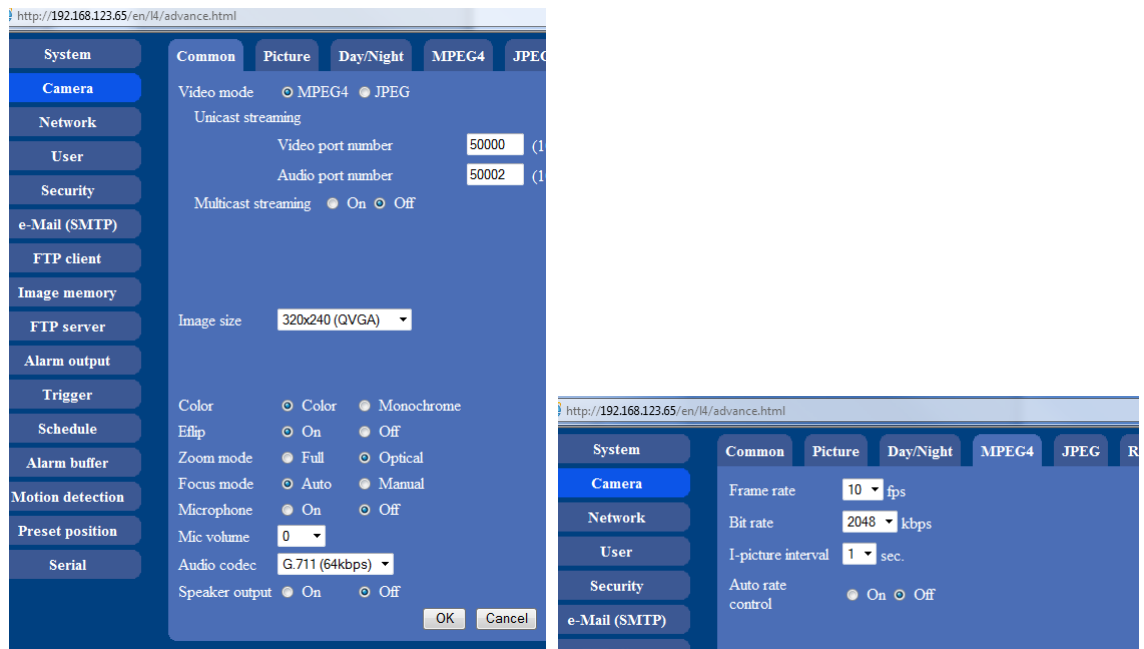 http://192.168.123.65/en/l4/advance.html
System
Camera
Network
User
Security
e-Mail (SMTP)
FTP client
Image memory
FTP server
Alarm output
Trigger
Schedule
Alarm buffer
Motion detection
Preset position
Serial
Common Picture Day/Night MPEG4 JPEG
Video mode MPEG4 JPEG
Unicast streaming
Video port number 50000 (1
Audio port number 50002 (1
Multicast streaming On Off
Image size 320x240 (QVGA)
Color Color Monochrome
Eflip On Off
Zoom mode Full Optical
Focus mode Auto Manual
Microphone On Off
Mic volume 0
Audio codec G.711 (64kbps)
Speaker output On Off
OK Cancel
http://192.168.123.65/en/l4/advance.html
System
Camera
Network
User
Security
e-Mail (SMTP)
Common Picture Day/Night MPEG4 JPEG R
Frame rate 10 fps
Bit rate 2048 kbps
I-picture interval 1 sec.
Auto rate
control On Off